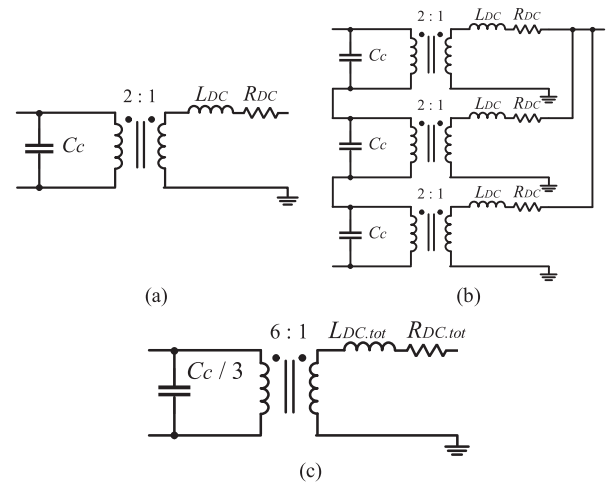 2 : 1
LDC
RDC
Cc
(a)
2 : 1
LDC
RDC
Cc
2 : 1
LDC
RDC
Cc
2 : 1
LDC
RDC
Cc
(b)
6 : 1
LDC.tot
RDC.tot
Cc / 3
(c)